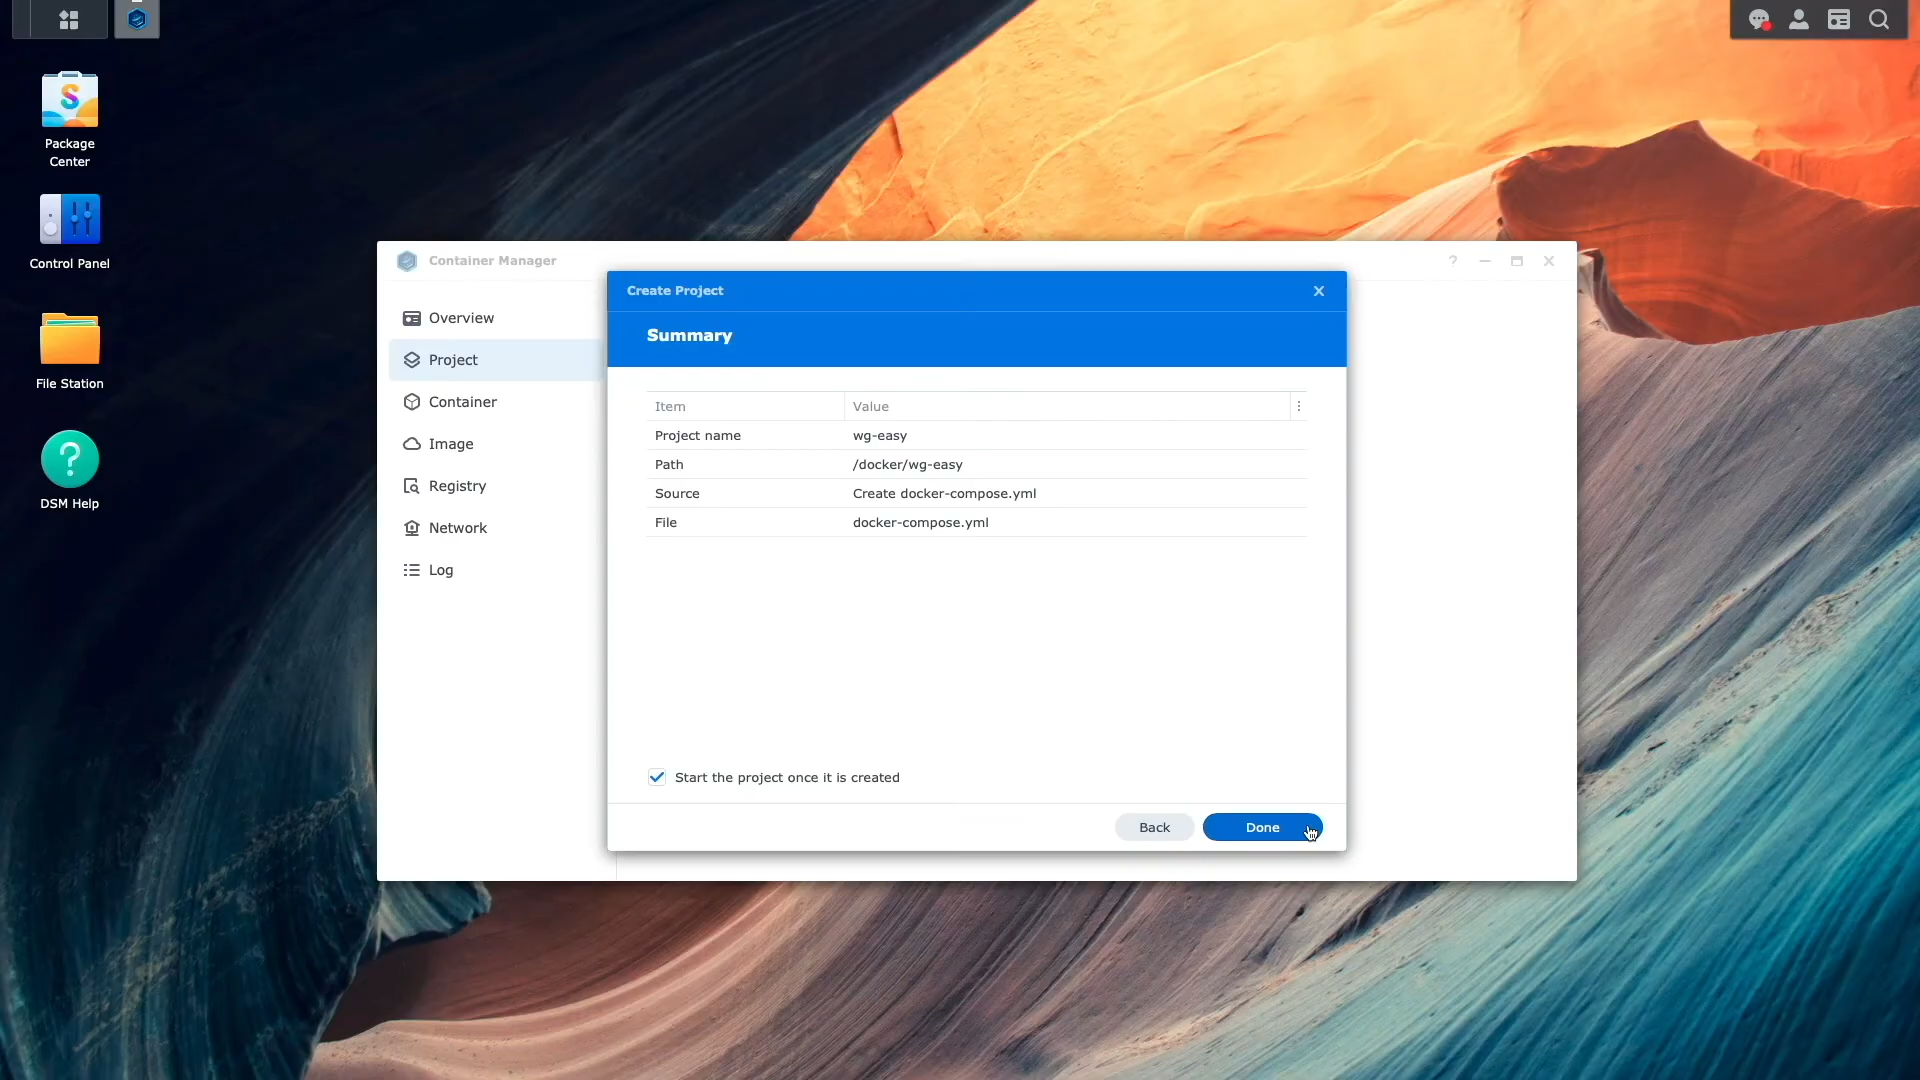 Package
Center
Control Panel
File Station
DSM Help
Container Manager
Overview
Project
Container
Image
Registry
Network
Log
Create Project
Summary
Item Value
Project name wg-easy
Path /docker/wg-easy
Source Create docker-compose.yml
File docker-compose.yml
Start the project once it is created
Back Done